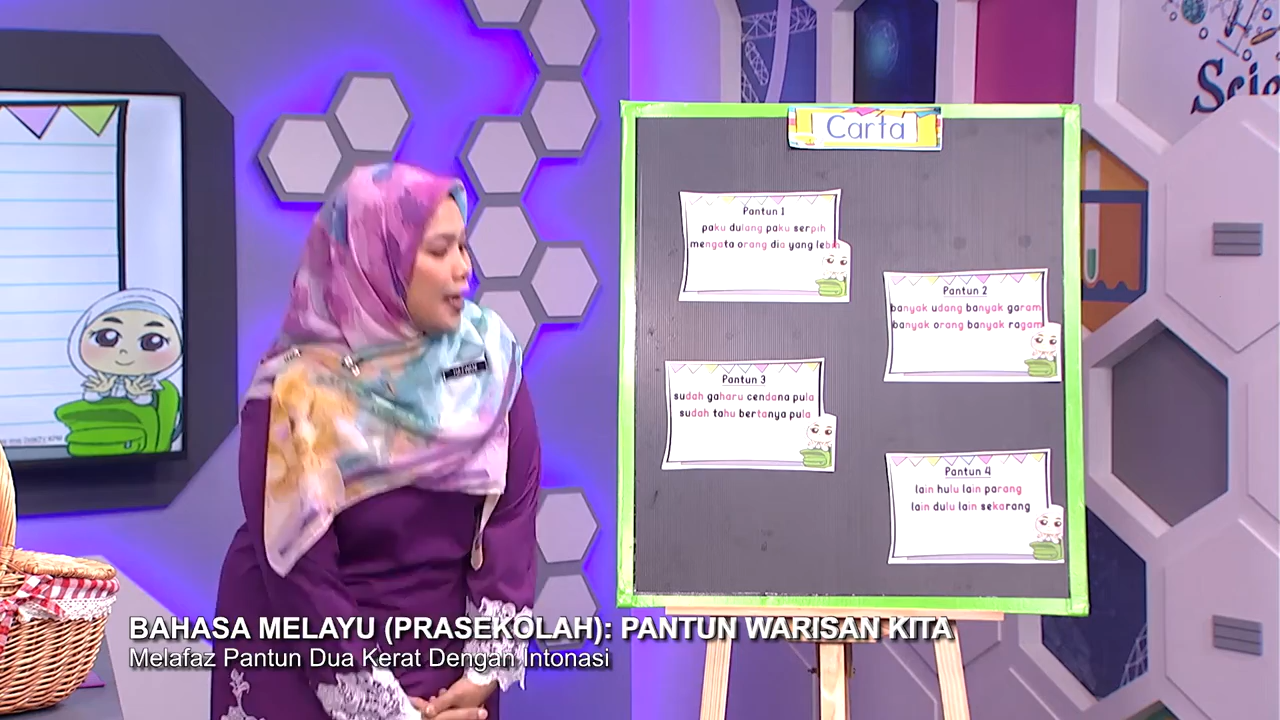 Carta
Pantun 1
paku dulang paku serpih
mengata orang dia yang lebih
Pantun 2
banyak udang banyak garam
banyak orang banyak ragam
Pantun 3
sudah gaharu cendana pula
sudah tahu bertanya pula
Pantun 4
lain hulu lain parang
lain dulu lain sekarang
BAHASA MELAYU (PRASEKOLAH): PANTUN WARISAN KITA
Melafaz Pantun Dua Kerat Dengan Intonasi